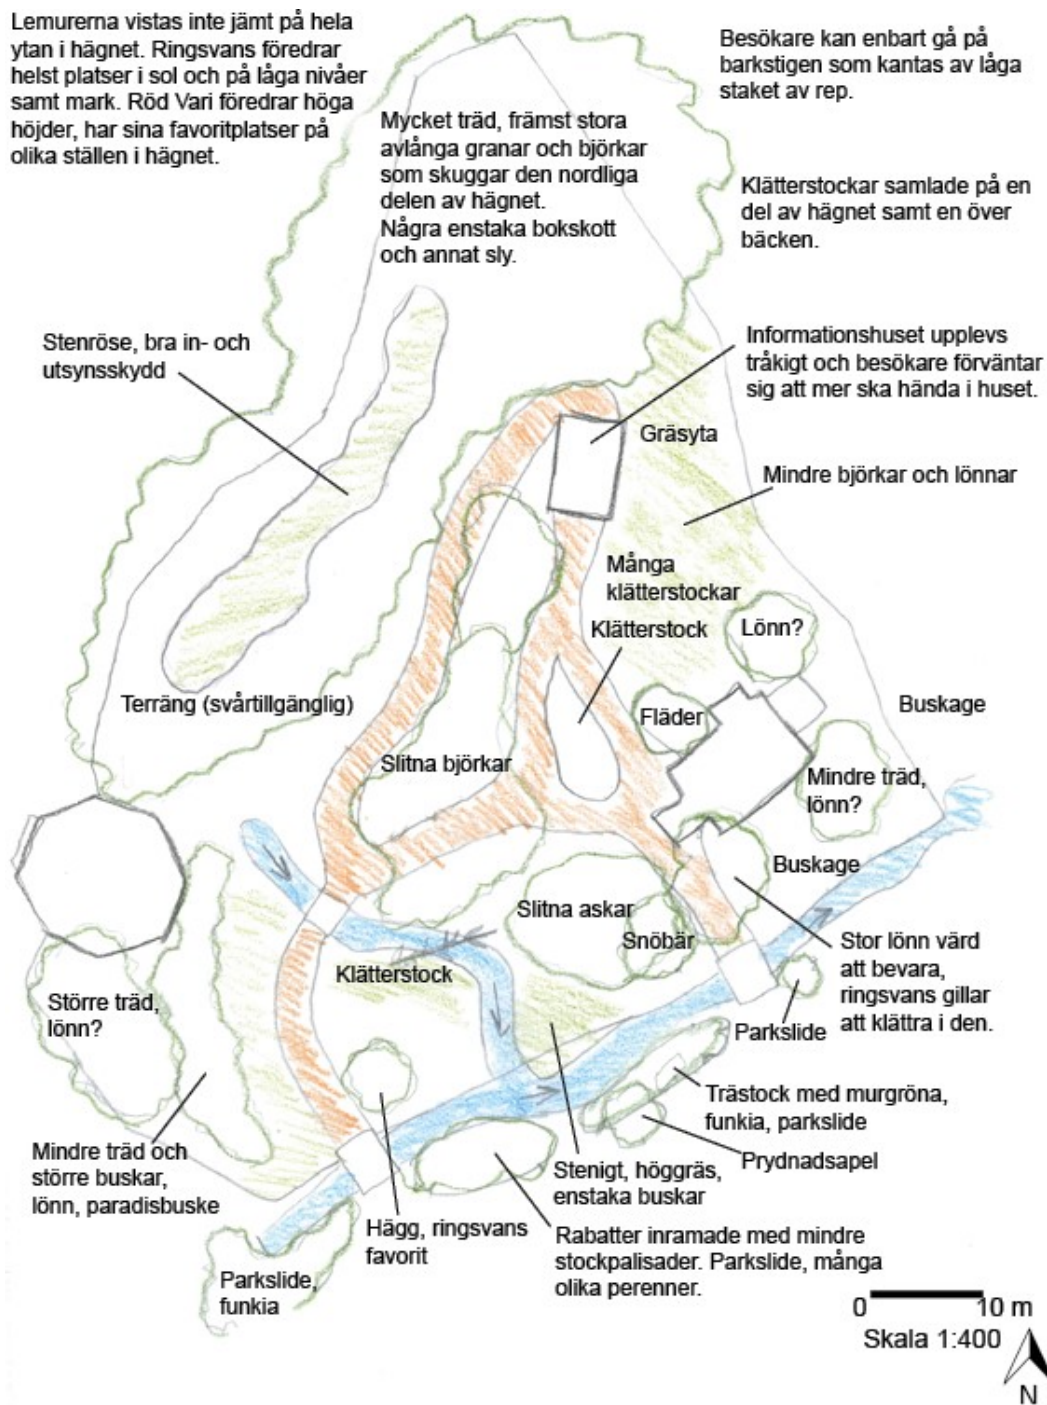 Lemurerna vistas inte jämt på hela
ytan i hägnet. Ringsvans föredrar
helst platser i sol och på låga nivåer
samt mark. Röd Vari föredrar höga
höjder, har sina favoritplatser på
olika ställen i hägnet.
Besökare kan enbart gå på
barkstigen som kantas av låga
staket av rep.
Mycket träd, främst stora
avlånga granar och björkar
som skuggar den nordliga
delen av hägnet.
Några enstaka bokskott
och annat sly.
Klätterstockar samlade på en
del av hägnet samt en över
bäcken.
Stenröse, bra in- och
utsynsskydd
Informationshuset upplevs
tråkigt och besökare förväntar
sig att mer ska hända i huset.
Gräsyta
Mindre björkar och lönnar
Många
klätterstockar
Klätterstock
Lönn?
Terräng (svårtillgänglig)
Fläder
Buskage
Slitna björkar
Mindre träd,
lönn?
Buskage
Slitna askar
Snöbär
Stor lönn värd
att bevara,
ringsvans gillar
att klättra i den.
Klätterstock
Större träd,
lönn?
Parkslide
Trästock med murgröna,
funkia, parkslide
Mindre träd och
större buskar,
lönn, paradisbuske
Prydnadsapel
Stenigt, höggräs,
enstaka buskar
Hägg, ringsvans
favorit
Rabatter inramade med mindre
stockpalisader. Parkslide, många
olika perenner.
Parkslide,
funkia
0 10 m
Skala 1:400
N